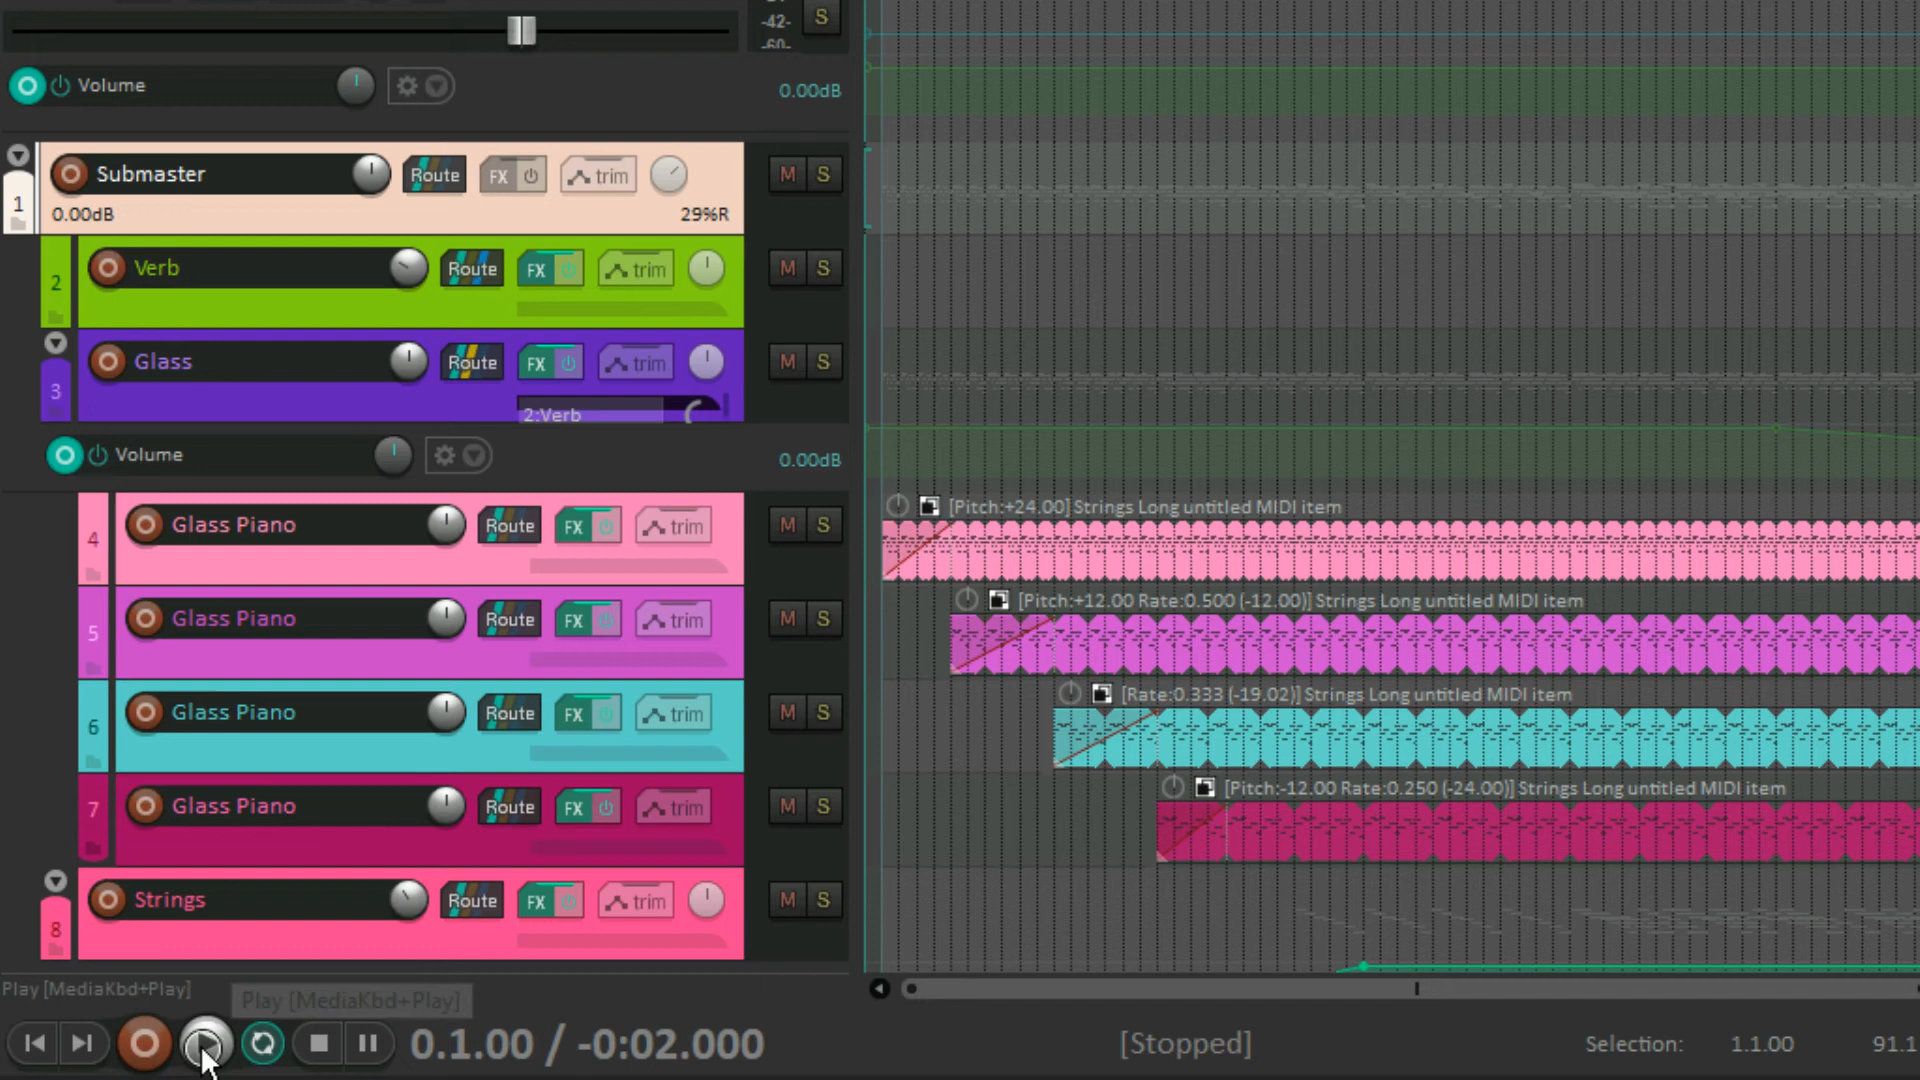 -42-
S
-60-
Volume
0.00dB
1
Submaster
Route
FX
trim
M S
0.00dB
29%R
2
Verb
Route
FX
trim
M S
3
Glass
Route
FX
trim
M S
2:Verb
Volume
0.00dB
4
Glass Piano
Route
FX
trim
M S
[Pitch:+24.00] Strings Long untitled MIDI item
5
Glass Piano
Route
FX
trim
M S
[Pitch:+12.00 Rate:0.500 (-12.00)] Strings Long untitled MIDI item
6
Glass Piano
Route
FX
trim
M S
[Rate:0.333 (-19.02)] Strings Long untitled MIDI item
7
Glass Piano
Route
FX
trim
M S
[Pitch:-12.00 Rate:0.250 (-24.00)] Strings Long untitled MIDI item
8
Strings
Route
FX
trim
M S
Play [MediaKbd+Play]
Play [MediaKbd+Play]
0.1.00 / -0:02.000
[Stopped]
Selection:
1.1.00
91.1